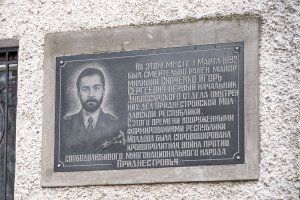 На этом месте 1 марта 1992
был смертельно ранен майор
милиции Сипченко Игорь
Сергеевич первый начальник
Дубоссарского отдела внутрен
них дел Приднестровской Мол
давской Республики.
С этого времени вооруженными
формированиями Республики
Молдова была спровоцирована
кровопролитная война против
свободолюбивого многонационального народа
Приднестровья